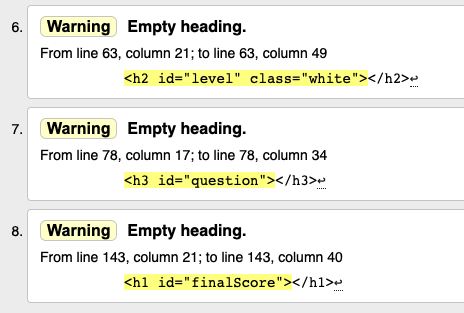 6. Warning Empty heading.
From line 63, column 21; to line 63, column 49
<h2 id="level" class="white"></h2>↩
7. Warning Empty heading.
From line 78, column 17; to line 78, column 34
<h3 id="question"></h3>↩
8. Warning Empty heading.
From line 143, column 21; to line 143, column 40
<h1 id="finalScore"></h1>↩